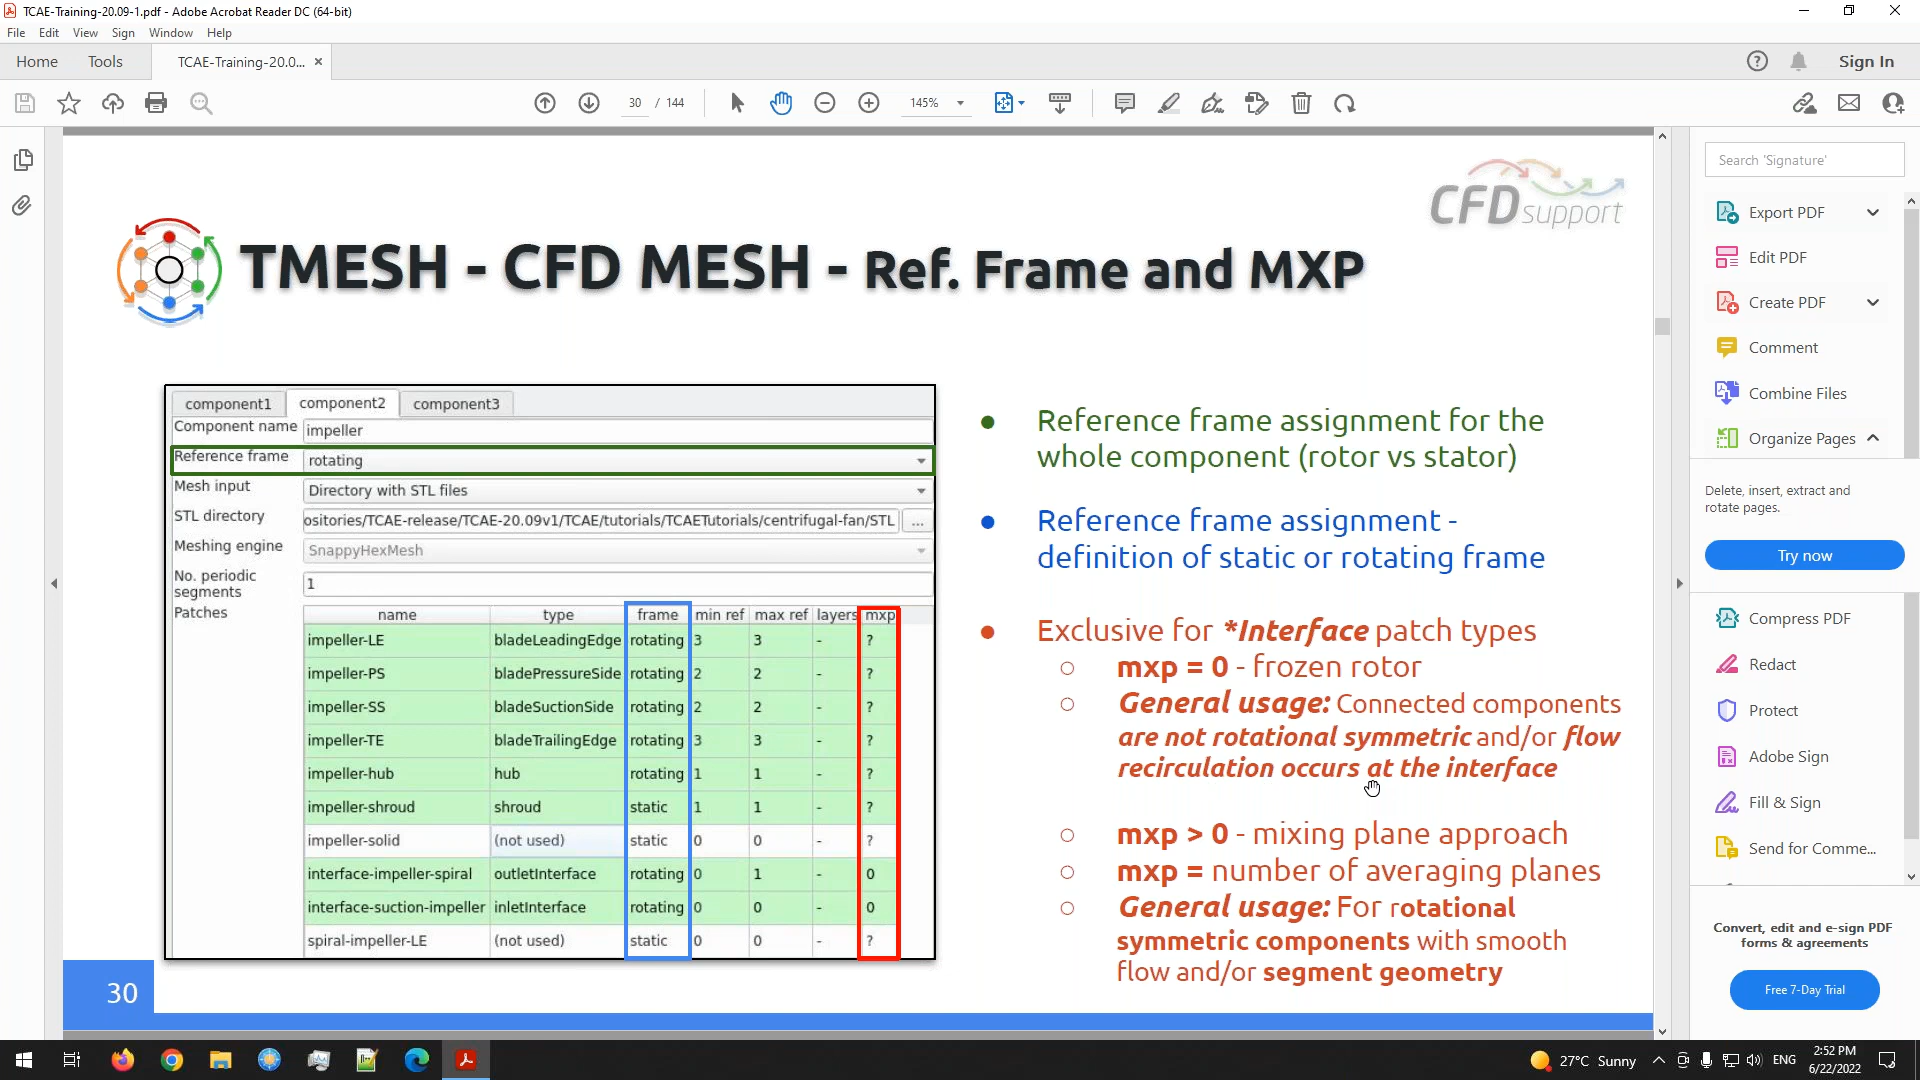 TCAE-Training-20.09-1.pdf - Adobe Acrobat Reader DC (64-bit)
File Edit View Sign Window Help
Home Tools TCAE-Training-20.0... × Sign In
30 / 144 145%
CFD support
TMESH - CFD MESH - Ref. Frame and MXP
component1 component2 component3
Component name impeller
Reference frame rotating
Mesh input Directory with STL files
STL directory ositories/TCAE-release/TCAE-20.09v1/TCAE/tutorials/TCAETutorials/centrifugal-fan/STL ...
Meshing engine SnappyHexMesh
No. periodic
segments 1
Patches name type frame min ref max ref layers mxp
impeller-LE bladeLeadingEdge rotating 3 3 - ?
impeller-PS bladePressureSide rotating 2 2 - ?
impeller-SS bladeSuctionSide rotating 2 2 - ?
impeller-TE bladeTrailingEdge rotating 3 3 - ?
impeller-hub hub rotating 1 1 - ?
impeller-shroud shroud static 1 1 - ?
impeller-solid (not used) static 0 0 - ?
interface-impeller-spiral outletInterface rotating 0 1 - 0
interface-suction-impeller inletInterface rotating 0 0 - 0
spiral-impeller-LE (not used) static 0 0 - ?
● Reference frame assignment for the
whole component (rotor vs stator)
● Reference frame assignment -
definition of static or rotating frame
● Exclusive for *Interface patch types
○ mxp = 0 - frozen rotor
○ General usage: Connected components
are not rotational symmetric and/or flow
recirculation occurs at the interface
○ mxp > 0 - mixing plane approach
○ mxp = number of averaging planes
○ General usage: For rotational
symmetric components with smooth
flow and/or segment geometry
30
Search 'Signature'
Export PDF
Edit PDF
Create PDF
Comment
Combine Files
Organize Pages
Delete, insert, extract and
rotate pages.
Try now
Compress PDF
Redact
Protect
Adobe Sign
Fill & Sign
Send for Comme...
Convert, edit and e-sign PDF
forms & agreements
Free 7-Day Trial
27°C Sunny ENG 2:52 PM
6/22/2022